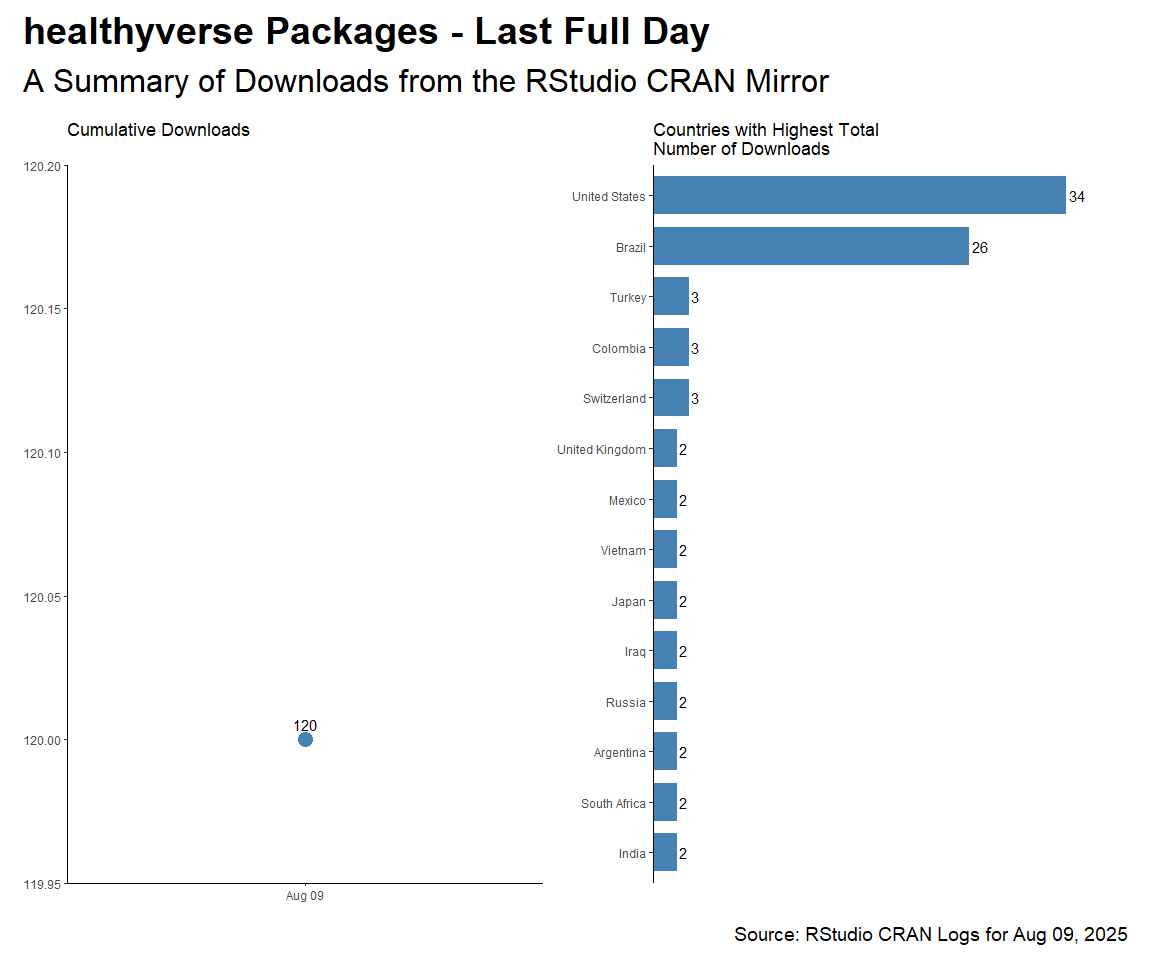 healthyverse Packages - Last Full Day
A Summary of Downloads from the RStudio CRAN Mirror
Cumulative Downloads
120.20
120.15
120.10
120.05
120.00
119.95
120
Aug 09
Countries with Highest Total
Number of Downloads
United States 34
Brazil 26
Turkey 3
Colombia 3
Switzerland 3
United Kingdom 2
Mexico 2
Vietnam 2
Japan 2
Iraq 2
Russia 2
Argentina 2
South Africa 2
India 2
Source: RStudio CRAN Logs for Aug 09, 2025